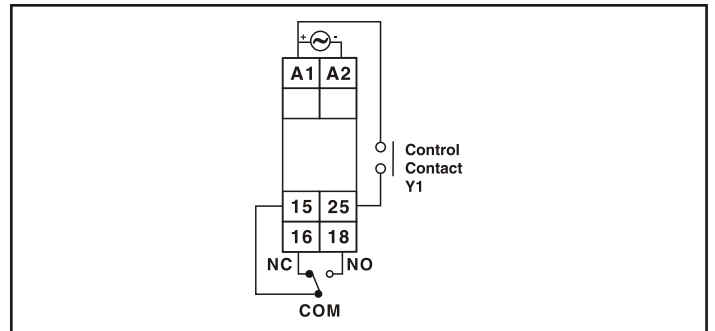 + -
A1 A2
Control
Contact
Y1
15 25
16 18
NC NO
COM